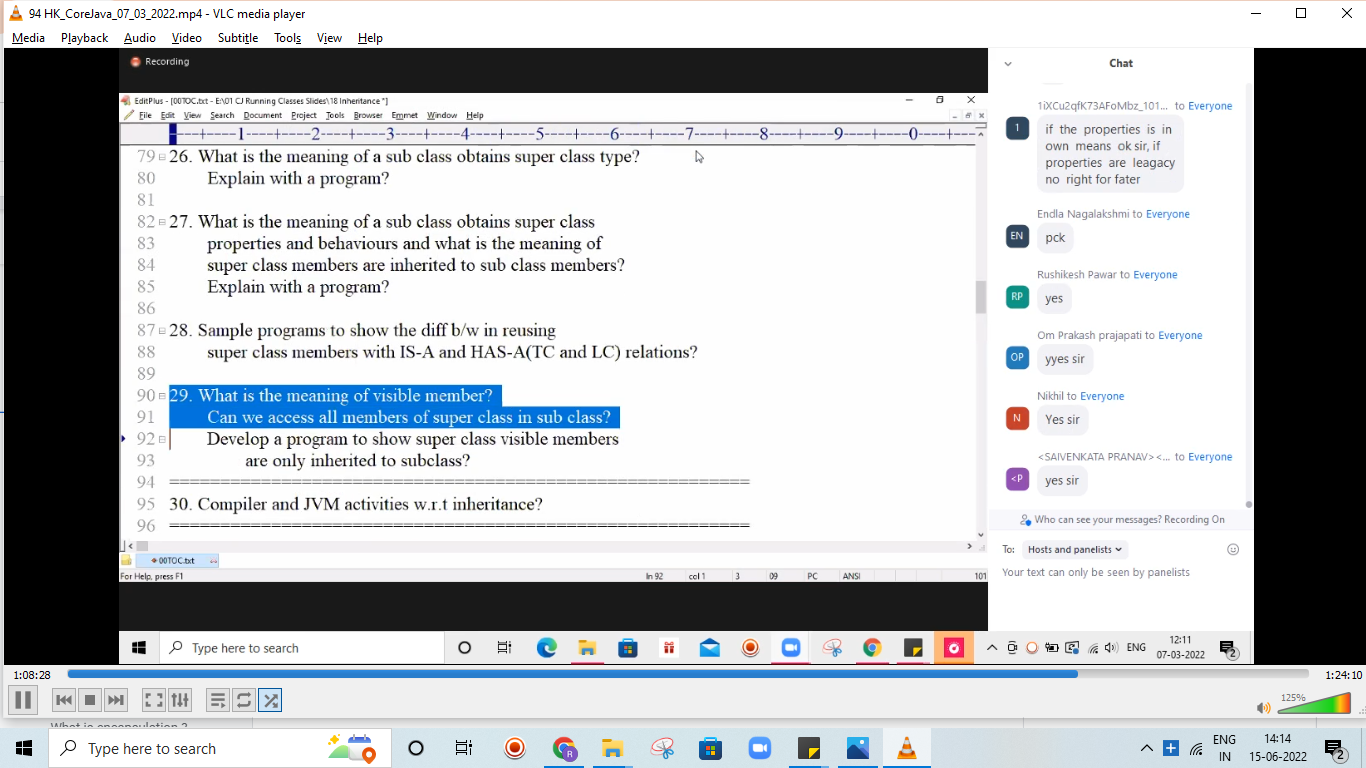 94 HK_CoreJava_07_03_2022.mp4 - VLC media player
Media Playback Audio Video Subtitle Tools View Help
Recording
EditPlus - [00TOC.txt - E:\01 CJ Running Classes Slides\18 Inheritance *]
File Edit View Search Document Project Tools Browser Emmet Window Help
----+----1----+----2----+----3----+----4----+----5----+----6----+----7----+----8----+----9----+----0----+---
79 26. What is the meaning of a sub class obtains super class type?
80 Explain with a program?
81
82 27. What is the meaning of a sub class obtains super class
83 properties and behaviours and what is the meaning of
84 super class members are inherited to sub class members?
85 Explain with a program?
86
87 28. Sample programs to show the diff b/w in reusing
88 super class members with IS-A and HAS-A(TC and LC) relations?
89
90 29. What is the meaning of visible member?
91 Can we access all members of super class in sub class?
92 Develop a program to show super class visible members
93 are only inherited to subclass?
94 ==========================================================
95 30. Compiler and JVM activities w.r.t inheritance?
96 ==========================================================
00TOC.txt
For Help, press F1 ln 92 col 1 3 09 PC ANSI 101
Chat
1iXCu2qfK73AFoMbz_101... to Everyone
1
if the properties is in
own means ok sir, if
properties are leagacy
no right for fater
Endla Nagalakshmi to Everyone
EN pck
Rushikesh Pawar to Everyone
RP yes
Om Prakash prajapati to Everyone
OP yyes sir
Nikhil to Everyone
N Yes sir
<SAIVENKATA PRANAV><... to Everyone
<P yes sir
Who can see your messages? Recording On
To: Hosts and panelists
Your text can only be seen by panelists
Type here to search
ENG
12:11
07-03-2022
2
1:08:28 1:24:10
125%
What is encapsulation ?
Type here to search
ENG
IN
14:14
15-06-2022
2